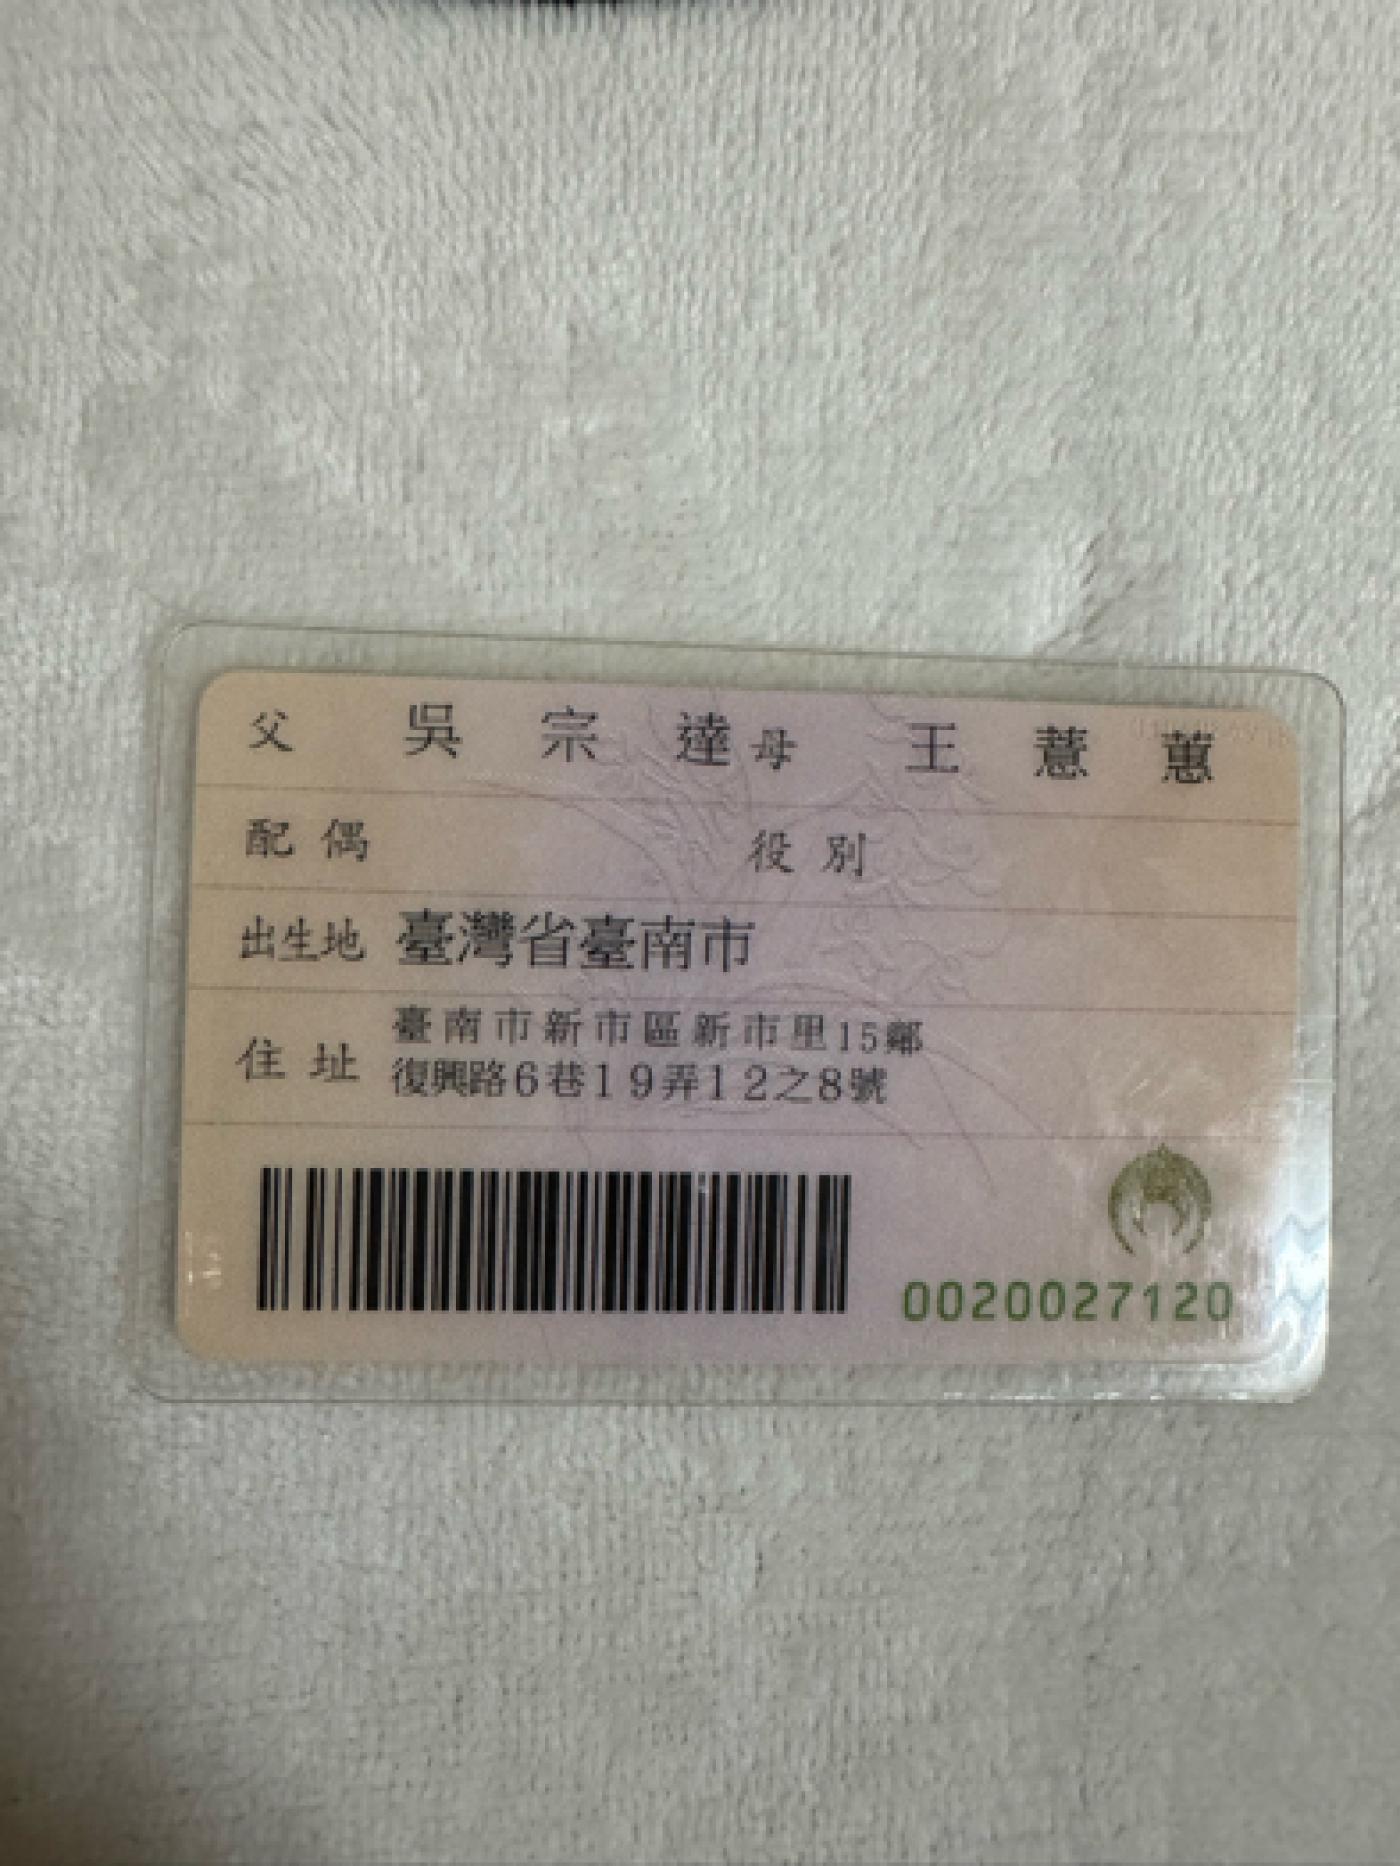 父 吳宗達 母 王薏蕙
配偶 役別
出生地 臺灣省臺南市
住址 臺南市新市區新市里15鄰
復興路6巷19弄12之8號
0020027120